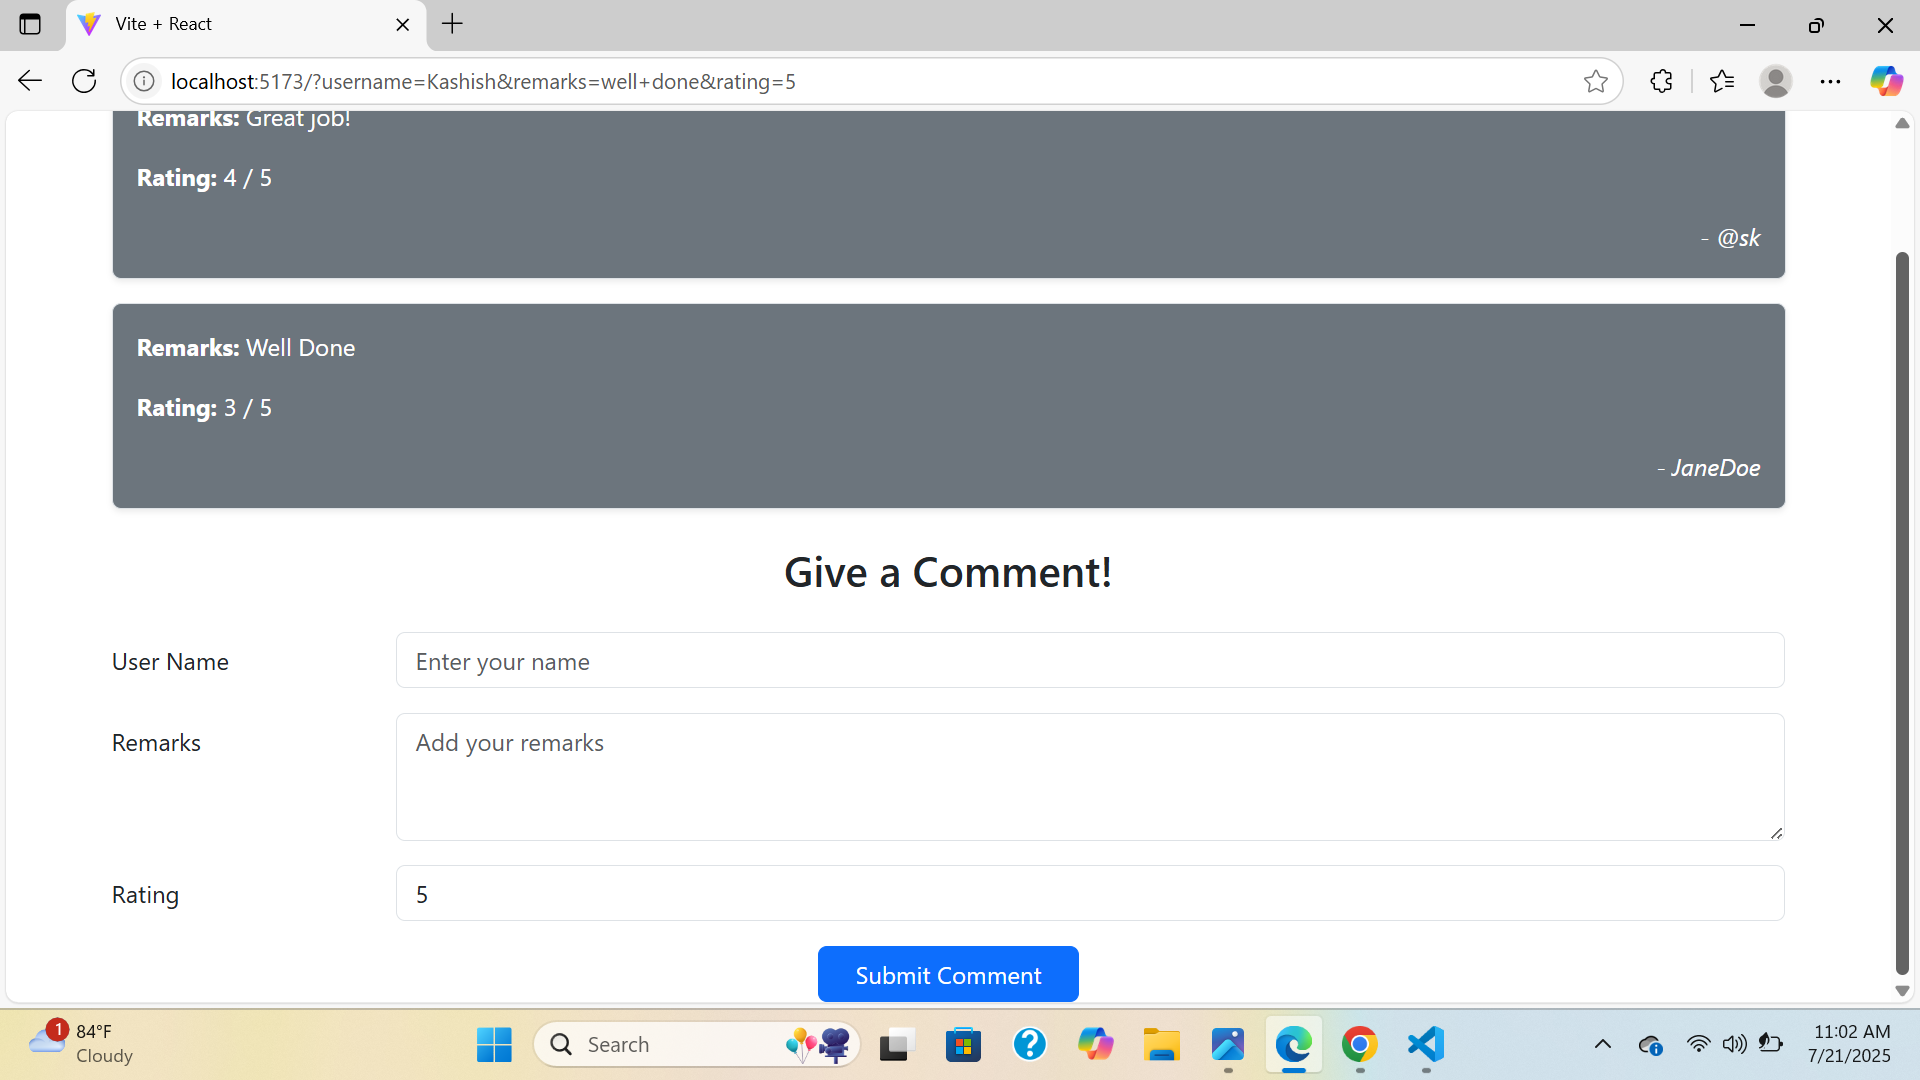 Vite + React
localhost:5173/?username=Kashish&remarks=well+done&rating=5
Remarks: Great job!
Rating: 4 / 5
- @sk
Remarks: Well Done
Rating: 3 / 5
- JaneDoe
Give a Comment!
User Name
Enter your name
Remarks
Add your remarks
Rating
5
Submit Comment
1
84°F
Cloudy
Search
11:02 AM
7/21/2025